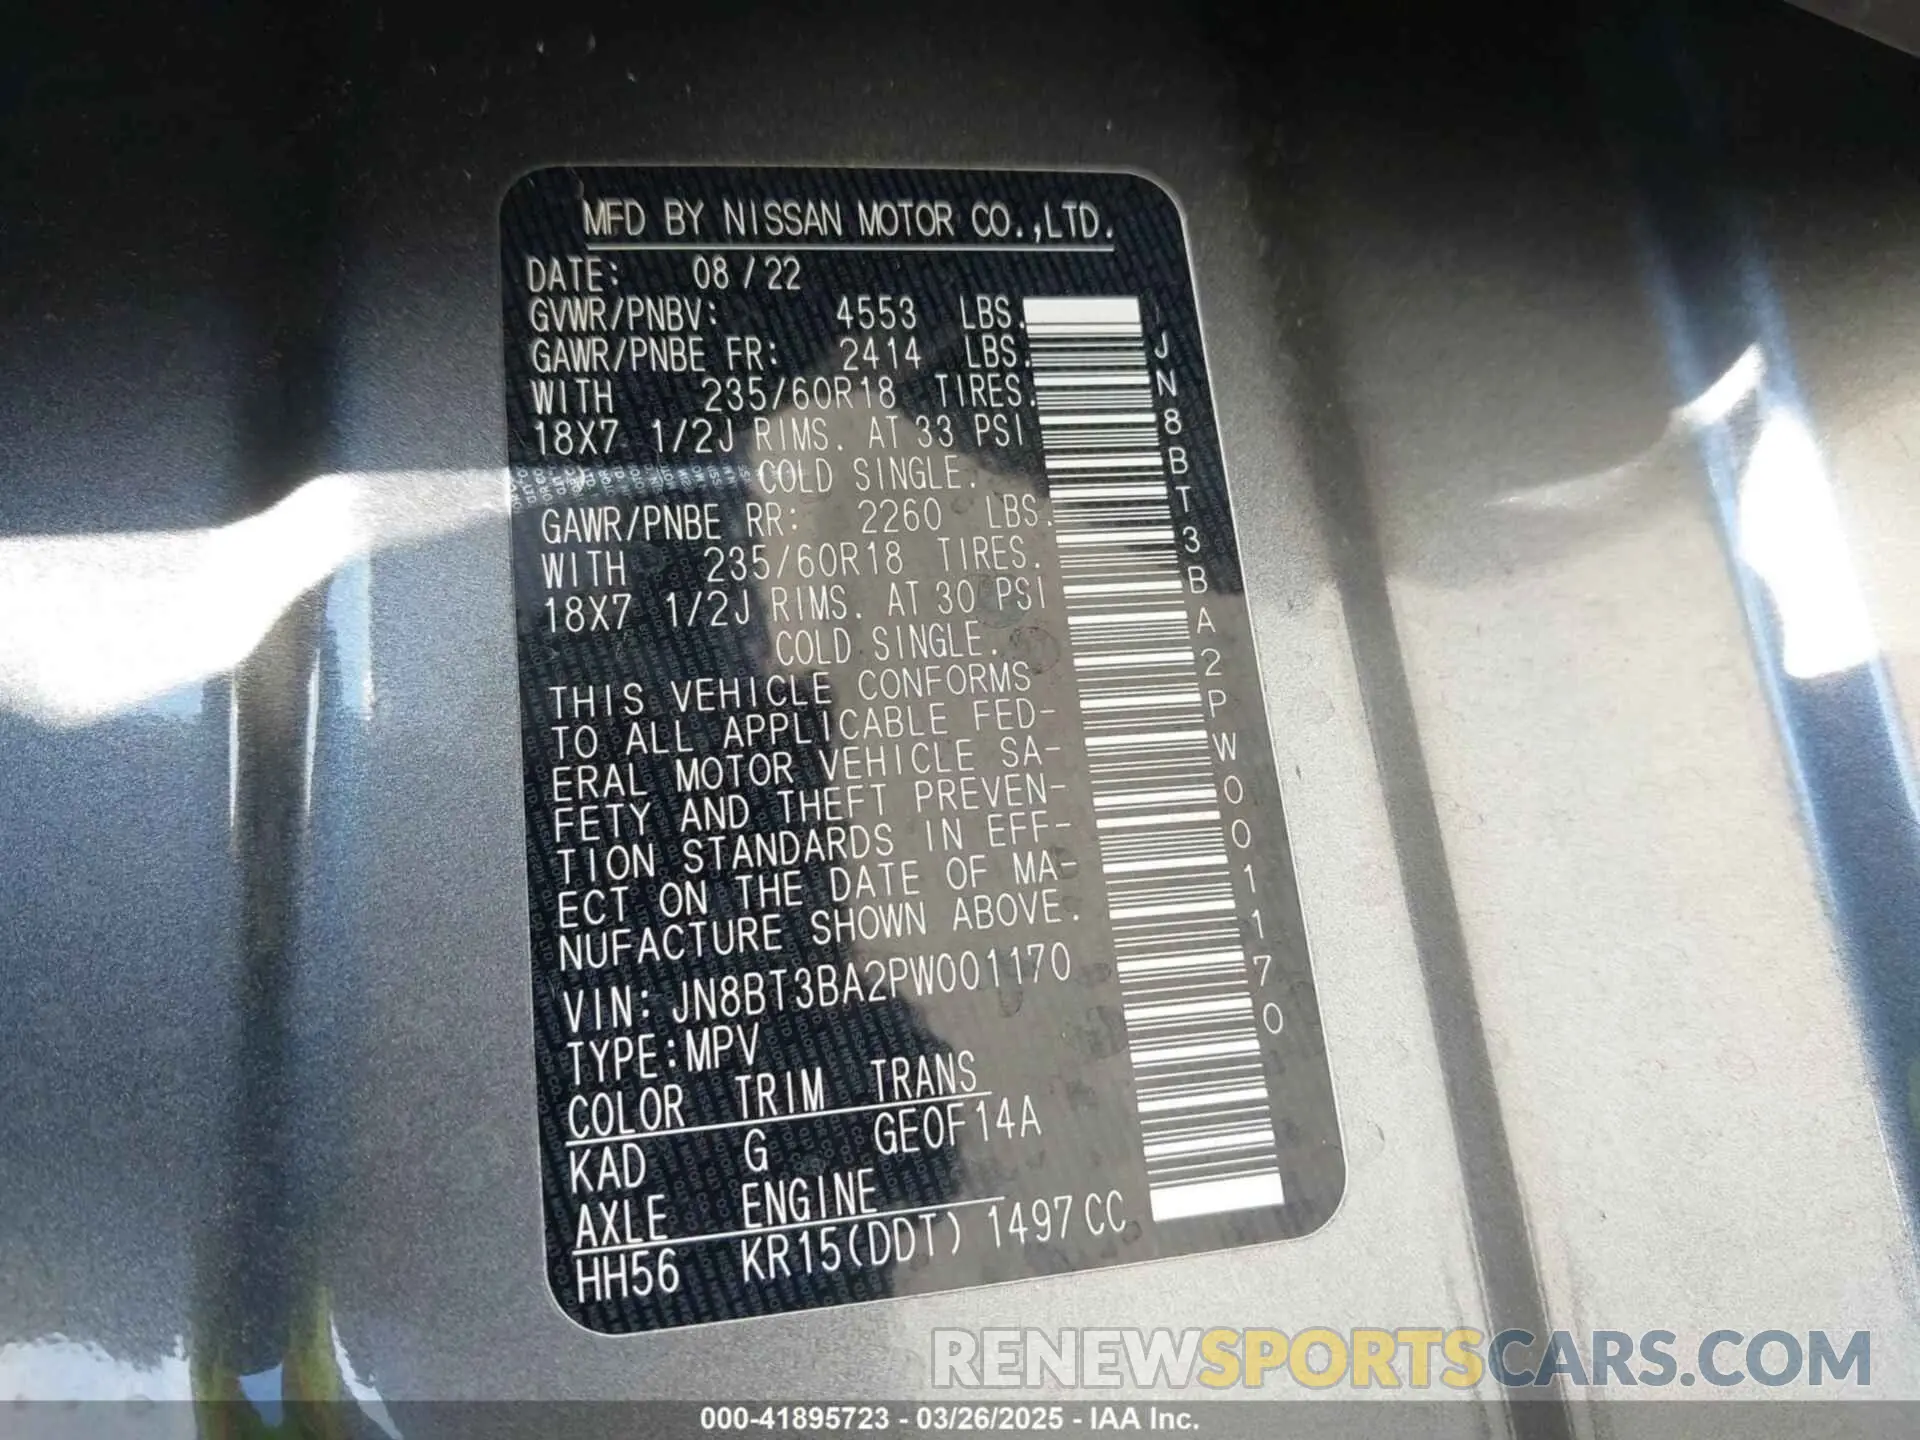 MFD BY NISSAN MOTOR CO.,LTD.
DATE: 08/22
GVWR/PNBV: 4553 LBS.
GAWR/PNBE FR: 2414 LBS.
WITH 235/60R18 TIRES.
18X7 1/2J RIMS. AT 33 PSI
COLD SINGLE.
GAWR/PNBE RR: 2260 LBS.
WITH 235/60R18 TIRES.
18X7 1/2J RIMS. AT 30 PSI
COLD SINGLE.
THIS VEHICLE CONFORMS
TO ALL APPLICABLE FED-
ERAL MOTOR VEHICLE SA-
FETY AND THEFT PREVEN-
TION STANDARDS IN EFF-
ECT ON THE DATE OF MA-
NUFACTURE SHOWN ABOVE.
VIN: JN8BT3BA2PW001170
TYPE:MPV
COLOR TRIM TRANS
KAD G GE0F14A
AXLE ENGINE
HH56 KR15(DDT) 1497CC
JN8BT3BA2PW001170
RENEWSPORTSCARS.COM
000-41895723 - 03/26/2025 - IAA Inc.